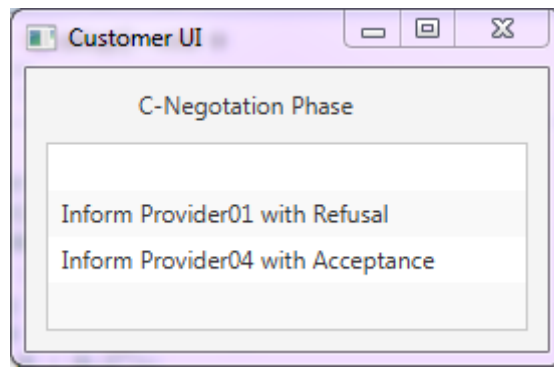 Customer UI
C-Negotation Phase
Inform Provider01 with Refusal
Inform Provider04 with Acceptance